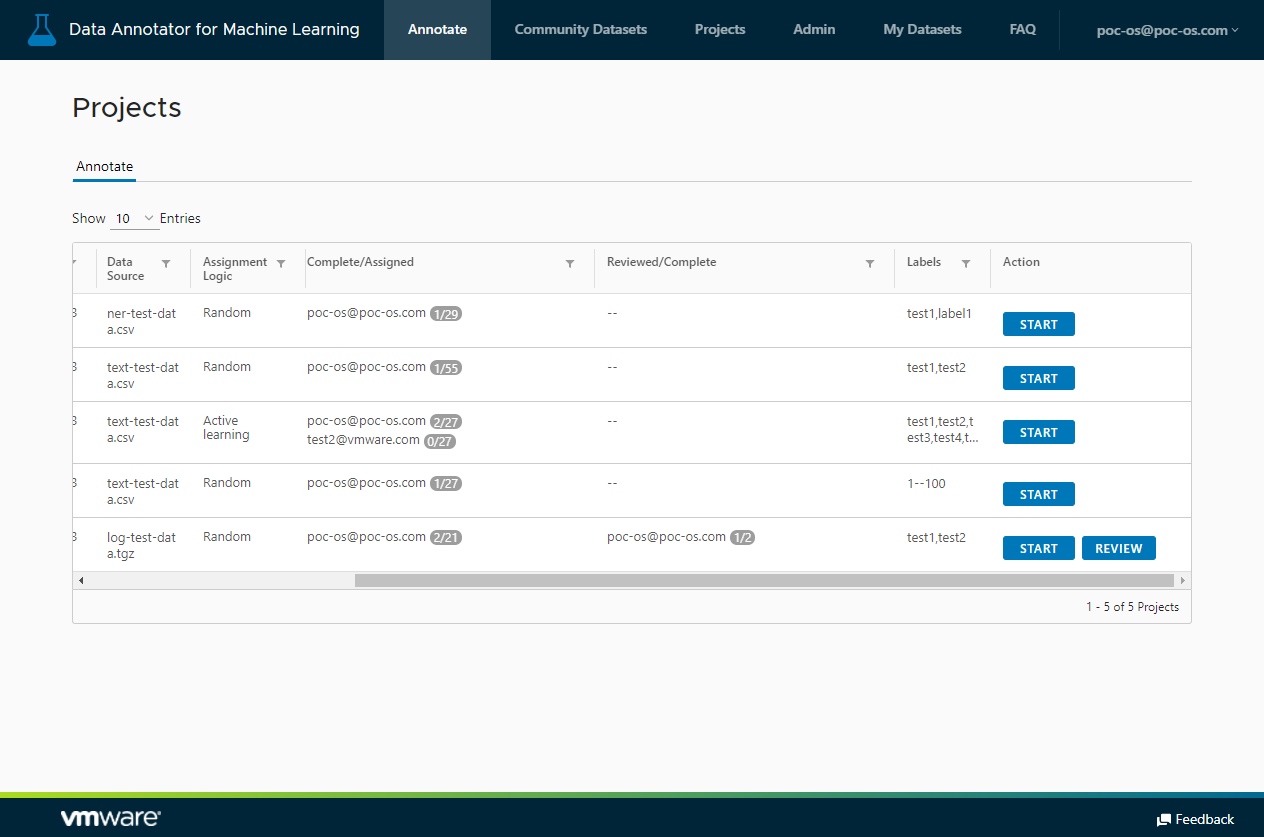 Data Annotator for Machine Learning
Annotate
Community Datasets
Projects
Admin
My Datasets
FAQ
poc-os@poc-os.com
Projects
Annotate
Show 10 Entries
Data Source
Assignment Logic
Complete/Assigned
Reviewed/Complete
Labels
Action
3
ner-test-dat
a.csv
Random
poc-os@poc-os.com 1/29
--
test1,label1
START
3
text-test-dat
a.csv
Random
poc-os@poc-os.com 1/55
--
test1,test2
START
3
text-test-dat
a.csv
Active
learning
poc-os@poc-os.com 2/27
test2@vmware.com 0/27
--
test1,test2,t
est3,test4,t...
START
3
text-test-dat
a.csv
Random
poc-os@poc-os.com 1/27
--
1--100
START
3
log-test-dat
a.tgz
Random
poc-os@poc-os.com 2/21
poc-os@poc-os.com 1/2
test1,test2
START
REVIEW
1 - 5 of 5 Projects
vmware
Feedback